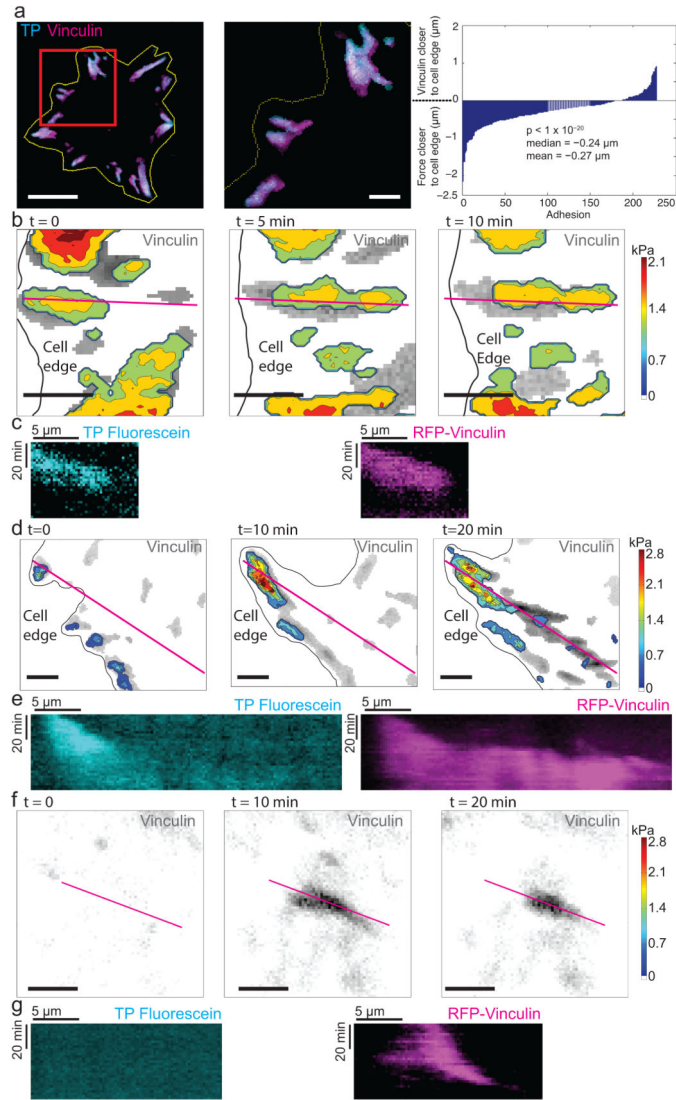 a
TP Vinculin
Vinculin closer
to cell edge (μm)
Force closer
to cell edge (μm)
2
1
0
−1
−2
−2.5
p < 1 x 10⁻²⁰
median = −0.24 μm
mean = −0.27 μm
0 50 100 150 200 250
Adhesion
b t = 0 t = 5 min t = 10 min
Vinculin Vinculin Vinculin
Cell
edge
Cell
edge
Cell
edge
kPa
2.1
1.4
0.7
0
c 5 μm TP Fluorescein 5 μm RFP-Vinculin
20 min 20 min
d t=0 t=10 min t=20 min
Vinculin Vinculin Vinculin
Cell
edge
Cell
edge
Cell
edge
kPa
2.8
2.1
1.4
0.7
0
e 5 μm TP Fluorescein 5 μm RFP-Vinculin
20 min 20 min
f t = 0 t = 10 min t = 20 min
Vinculin Vinculin Vinculin
kPa
2.8
2.1
1.4
0.7
0
g 5 μm TP Fluorescein 5 μm RFP-Vinculin
20 min 20 min